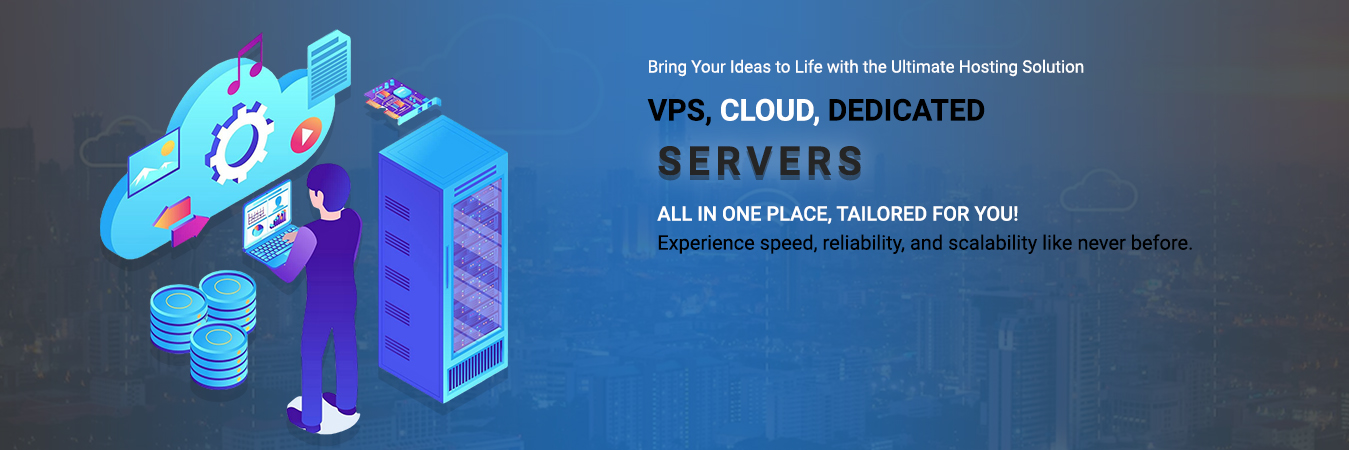 Bring Your Ideas to Life with the Ultimate Hosting Solution
VPS, CLOUD, DEDICATED
SERVERS
ALL IN ONE PLACE, TAILORED FOR YOU!
Experience speed, reliability, and scalability like never before.